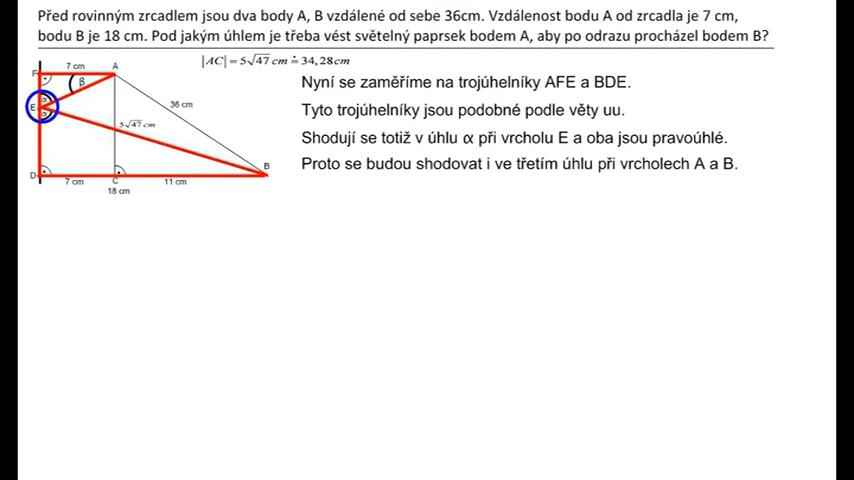 Před rovinným zrcadlem jsou dva body A, B vzdálené od sebe 36cm. Vzdálenost bodu A od zrcadla je 7 cm,
bodu B je 18 cm. Pod jakým úhlem je třeba vést světelný paprsek bodem A, aby po odrazu procházel bodem B?
|AC| = 5√47 cm ≐ 34,28cm
Nyní se zaměříme na trojúhelníky AFE a BDE.
Tyto trojúhelníky jsou podobné podle věty uu.
Shodují se totiž v úhlu α při vrcholu E a oba jsou pravoúhlé.
Proto se budou shodovat i ve třetím úhlu při vrcholech A a B.
7 cm
F
A
β
α
E
α
36 cm
5√47 cm
B
D
7 cm
C
11 cm
18 cm